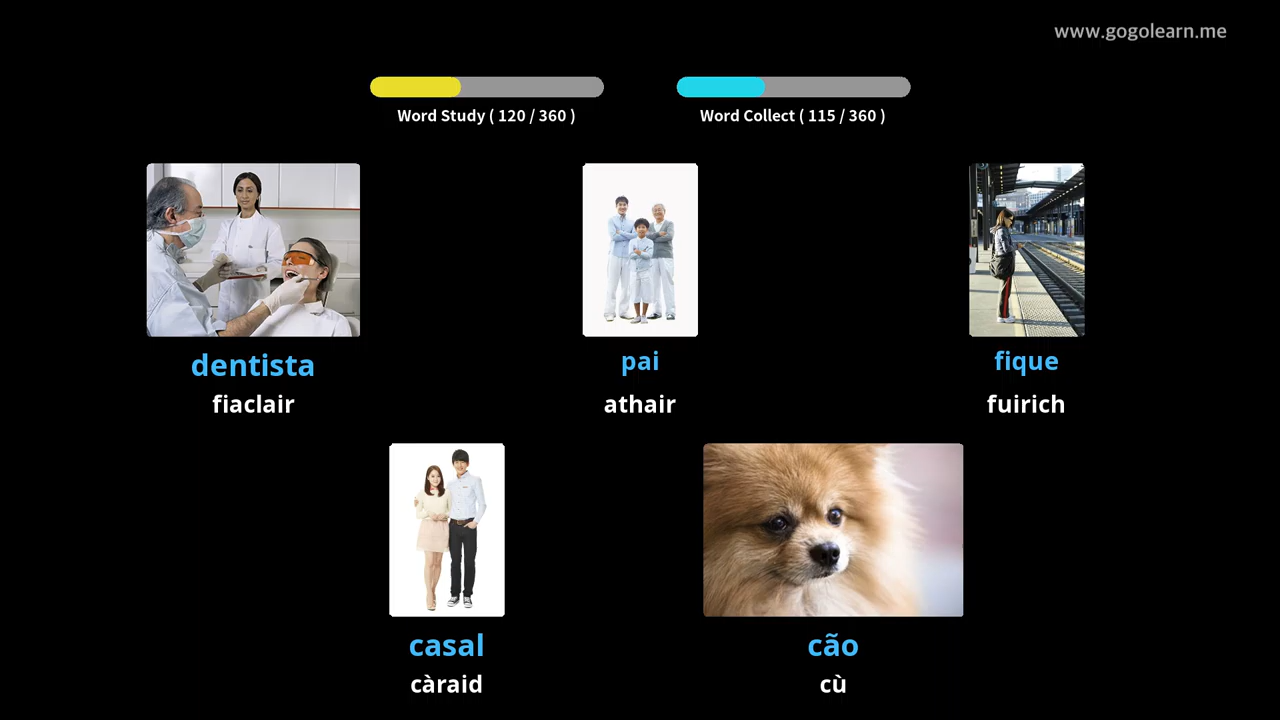 www.gogolearn.me
Word Study ( 120 / 360 )
Word Collect ( 115 / 360 )
dentista
fiaclair
pai
athair
fique
fuirich
casal
càraid
cão
cù